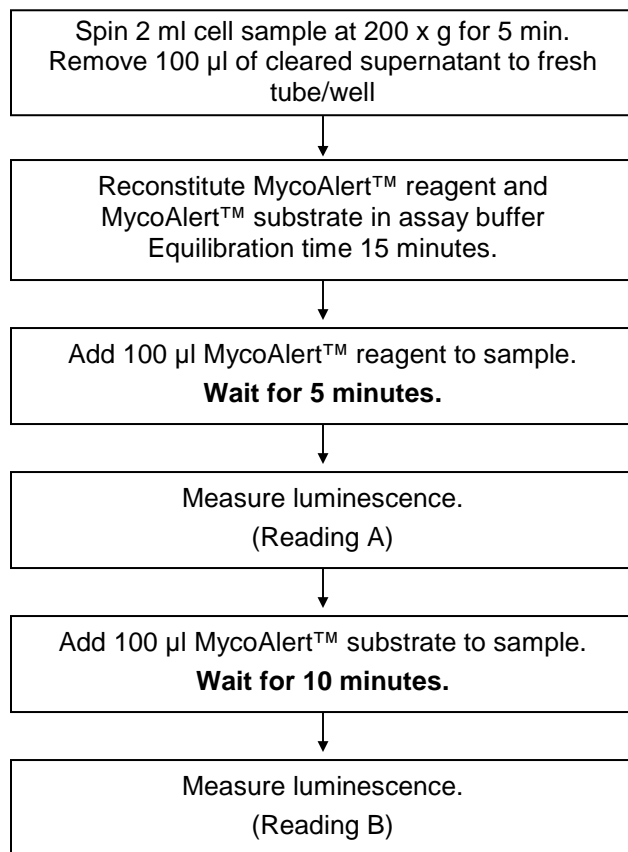 Spin 2 ml cell sample at 200 x g for 5 min.
Remove 100 µl of cleared supernatant to fresh
tube/well
Reconstitute MycoAlert™ reagent and
MycoAlert™ substrate in assay buffer
Equilibration time 15 minutes.
Add 100 µl MycoAlert™ reagent to sample.
Wait for 5 minutes.
Measure luminescence.
(Reading A)
Add 100 µl MycoAlert™ substrate to sample.
Wait for 10 minutes.
Measure luminescence.
(Reading B)